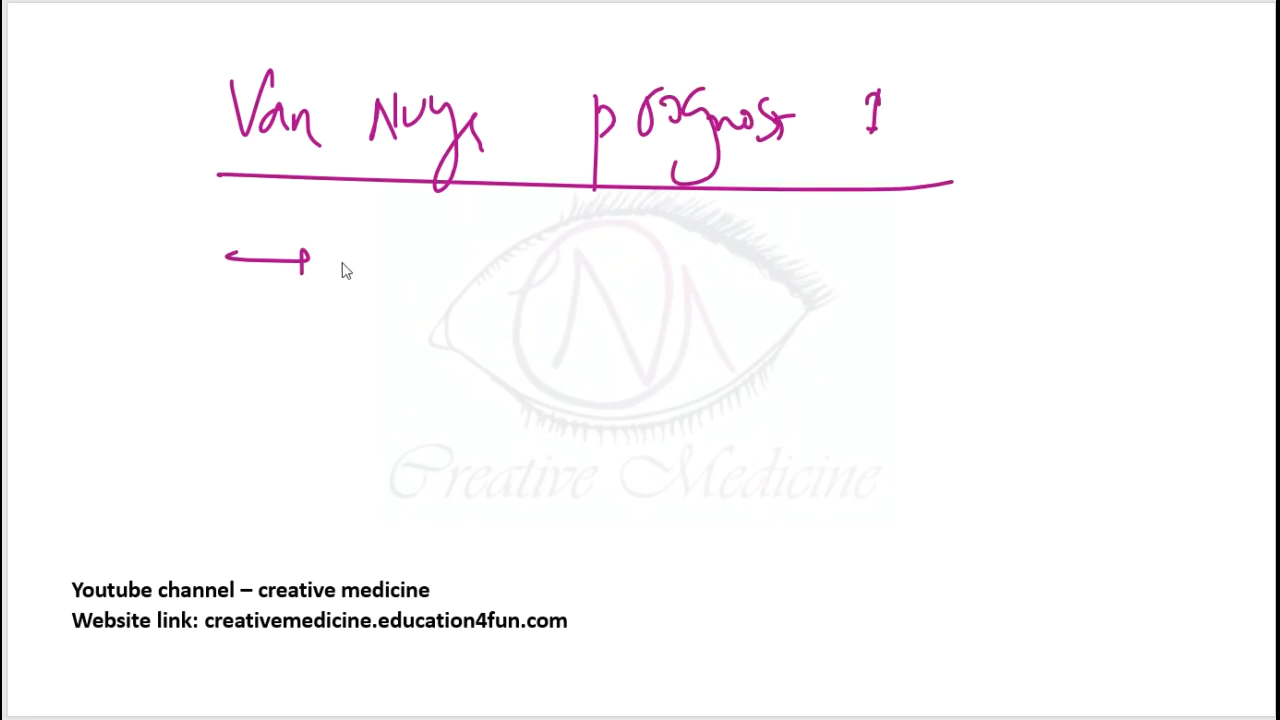 Van Nuys prognost I
Creative Medicine
Youtube channel – creative medicine
Website link: creativemedicine.education4fun.com